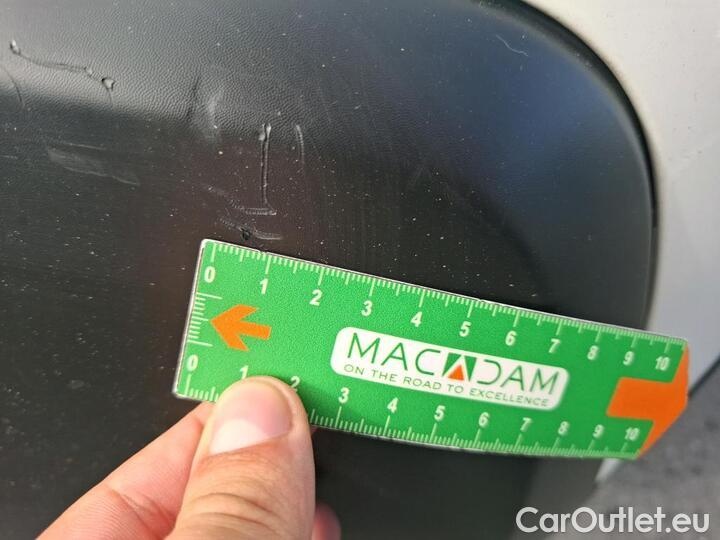 0 1 2 3 4 5 6 7 8 9 10
MACADAM
ON THE ROAD TO EXCELLENCE
0 1 2 3 4 5 6 7 8 9 10
CarOutlet.eu